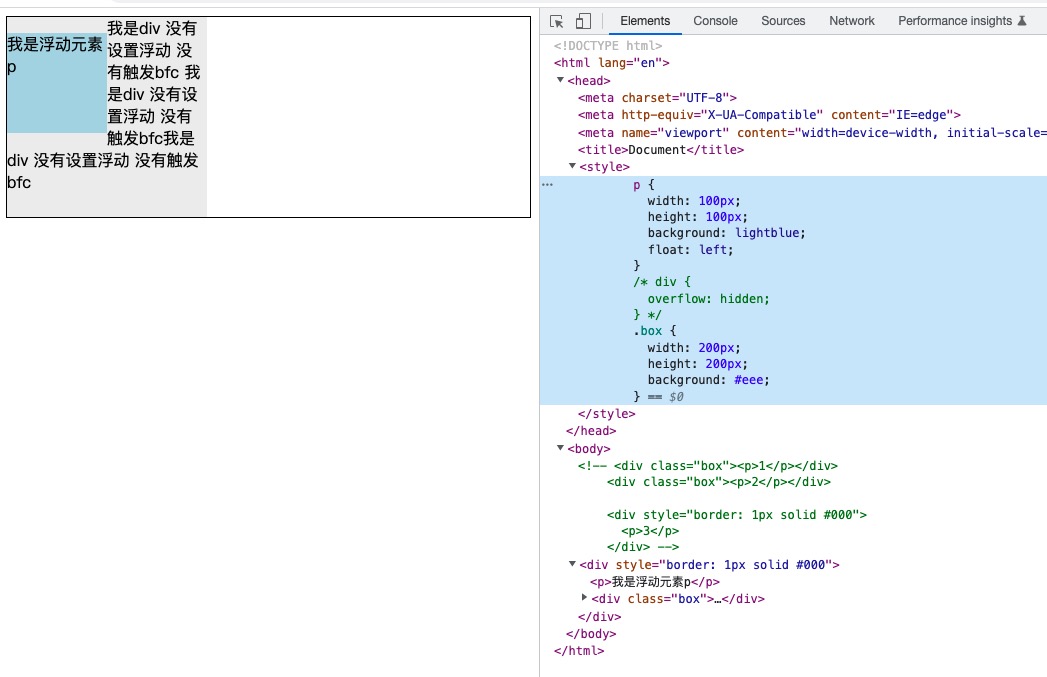 我是浮动元素
p
我是div 没有
设置浮动 没
有触发bfc 我
是div 没有设
置浮动 没有
触发bfc我是
div 没有设置浮动 没有触发
bfc
Elements Console Sources Network Performance insights
<!DOCTYPE html>
<html lang="en">
<head>
<meta charset="UTF-8">
<meta http-equiv="X-UA-Compatible" content="IE=edge">
<meta name="viewport" content="width=device-width, initial-scale=
<title>Document</title>
<style>
p {
width: 100px;
height: 100px;
background: lightblue;
float: left;
}
/* div {
overflow: hidden;
} */
.box {
width: 200px;
height: 200px;
background: #eee;
} == $0
</style>
</head>
<body>
<!-- <div class="box"><p>1</p></div>
<div class="box"><p>2</p></div>
<div style="border: 1px solid #000">
<p>3</p>
</div> -->
<div style="border: 1px solid #000">
<p>我是浮动元素p</p>
<div class="box">…</div>
</div>
</body>
</html>